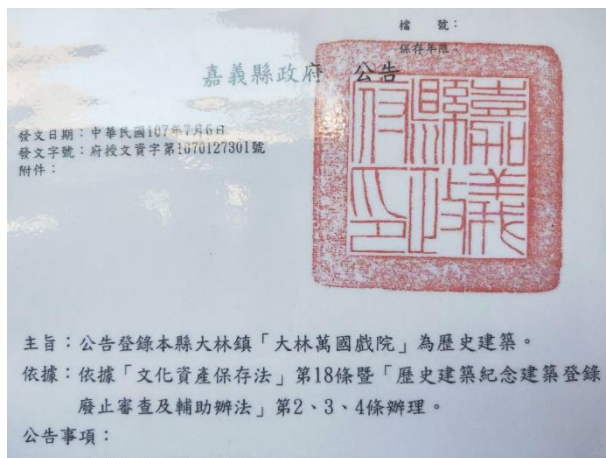 檔　號：
保存年限：
嘉義縣政府　公告
發文日期：中華民國107年7月6日
發文字號：府授文資字第1070127301號
附件：
嘉義縣政府印
主旨：公告登錄本縣大林鎮「大林萬國戲院」為歷史建築。
依據：依據「文化資產保存法」第18條暨「歷史建築紀念建築登錄
廢止審查及輔助辦法」第2、3、4條辦理。
公告事項：